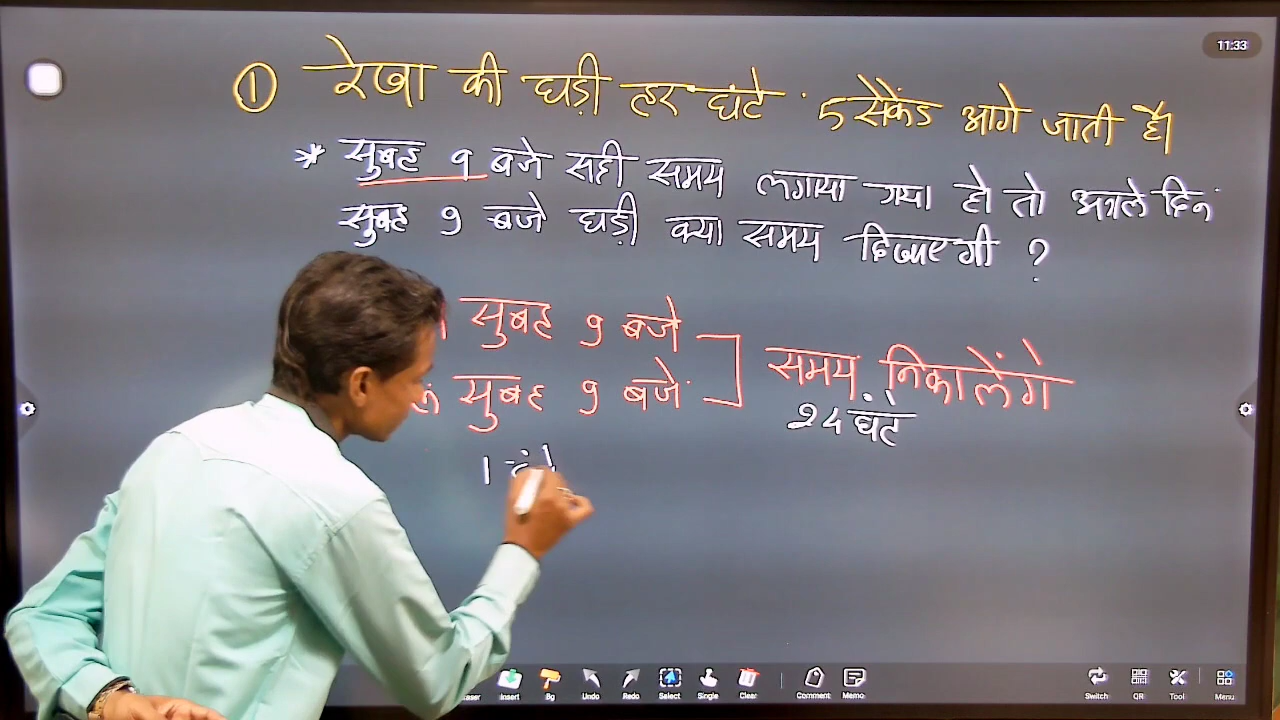 11:33
① रेखा की घड़ी हर घंटे 5 सैकेंड आगे जाती है।
* सुबह 9 बजे सही समय लगाया गया हो तो अगले दिन
सुबह 9 बजे घड़ी क्या समय दिखाएगी ?
सुबह 9 बजे
सुबह 9 बजे
समय निकालेंगे
24 घंटे
1
Insert Bg Undo Redo Select Single Clear Comment Memo Switch QR Tool Menu